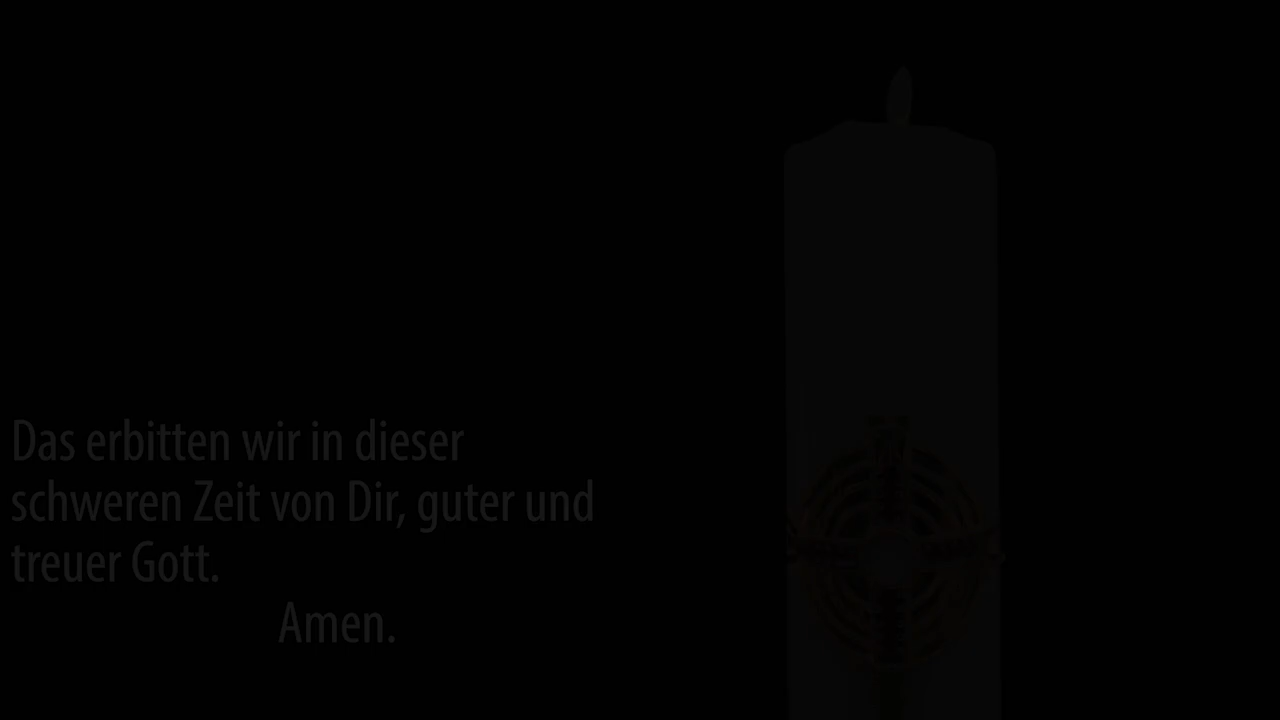 Das erbitten wir in dieser
schweren Zeit von Dir, guter und
treuer Gott.
Amen.